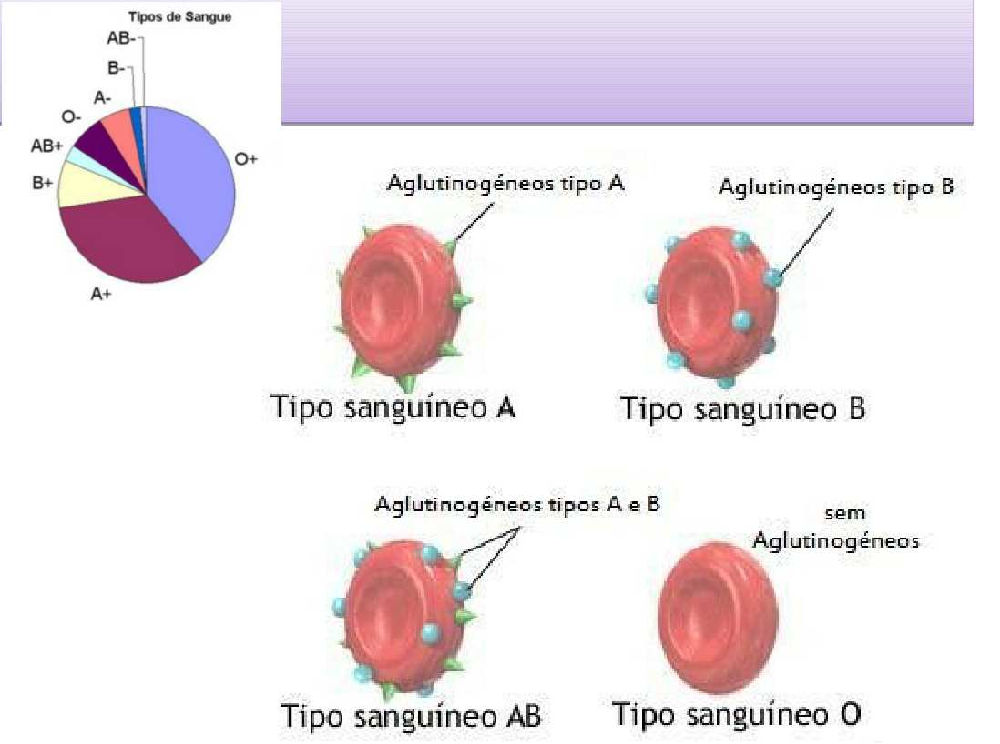 Tipos de Sangue
AB-
B-
A-
O-
AB+
B+
O+
A+
Aglutinogéneos tipo A
Aglutinogéneos tipo B
Tipo sanguíneo A
Tipo sanguíneo B
Aglutinogéneos tipos A e B
sem
Aglutinogéneos
Tipo sanguíneo AB
Tipo sanguíneo O